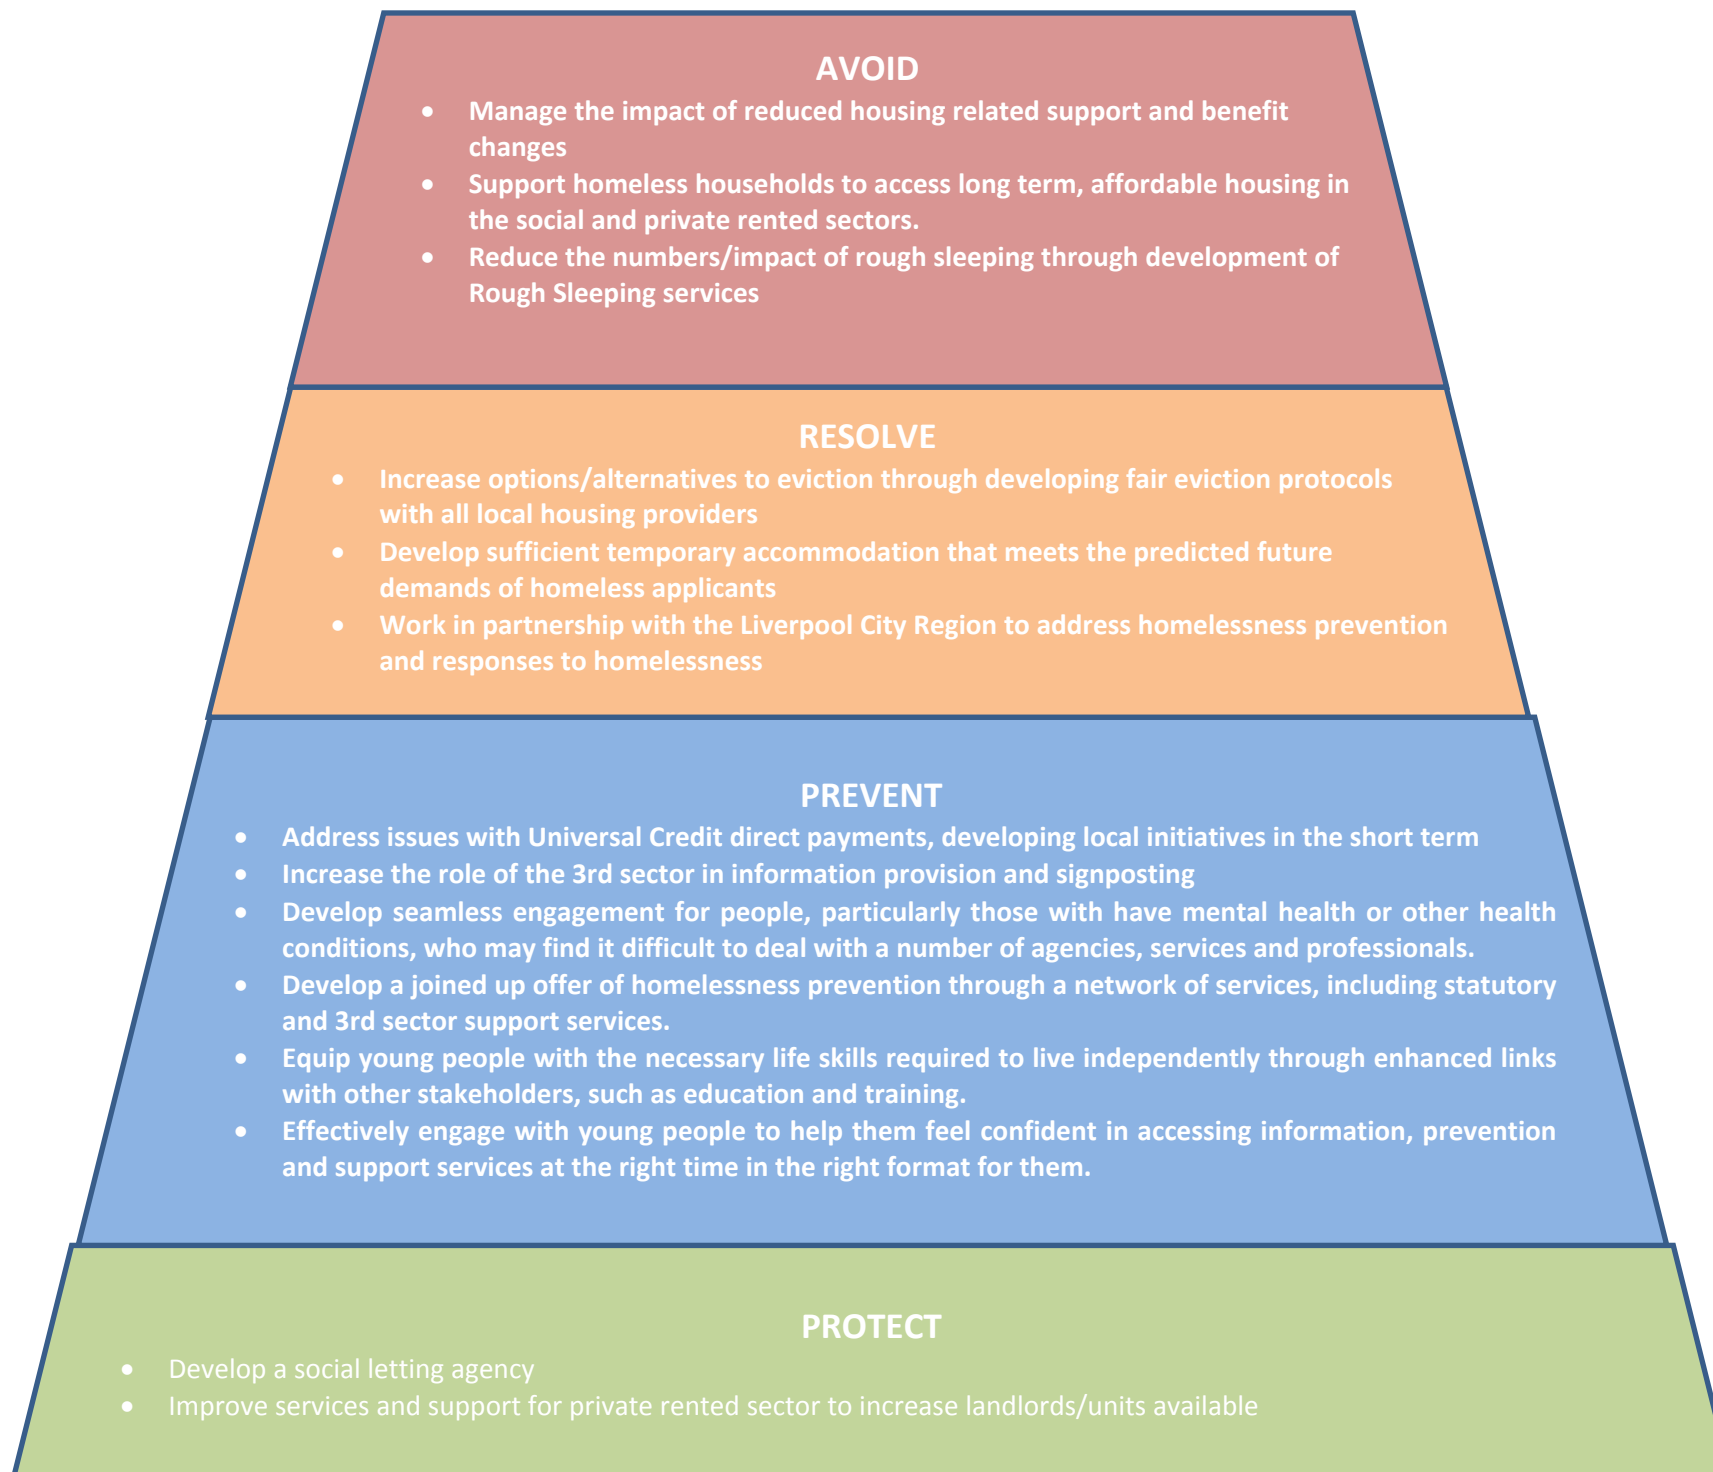 AVOID
• Manage the impact of reduced housing related support and benefit
changes
• Support homeless households to access long term, affordable housing in
the social and private rented sectors.
• Reduce the numbers/impact of rough sleeping through development of
Rough Sleeping services
RESOLVE
• Increase options/alternatives to eviction through developing fair eviction protocols
with all local housing providers
• Develop sufficient temporary accommodation that meets the predicted future
demands of homeless applicants
• Work in partnership with the Liverpool City Region to address homelessness prevention
and responses to homelessness
PREVENT
• Address issues with Universal Credit direct payments, developing local initiatives in the short term
• Increase the role of the 3rd sector in information provision and signposting
• Develop seamless engagement for people, particularly those with have mental health or other health
conditions, who may find it difficult to deal with a number of agencies, services and professionals.
• Develop a joined up offer of homelessness prevention through a network of services, including statutory
and 3rd sector support services.
• Equip young people with the necessary life skills required to live independently through enhanced links
with other stakeholders, such as education and training.
• Effectively engage with young people to help them feel confident in accessing information, prevention
and support services at the right time in the right format for them.
PROTECT
• Develop a social letting agency
• Improve services and support for private rented sector to increase landlords/units available